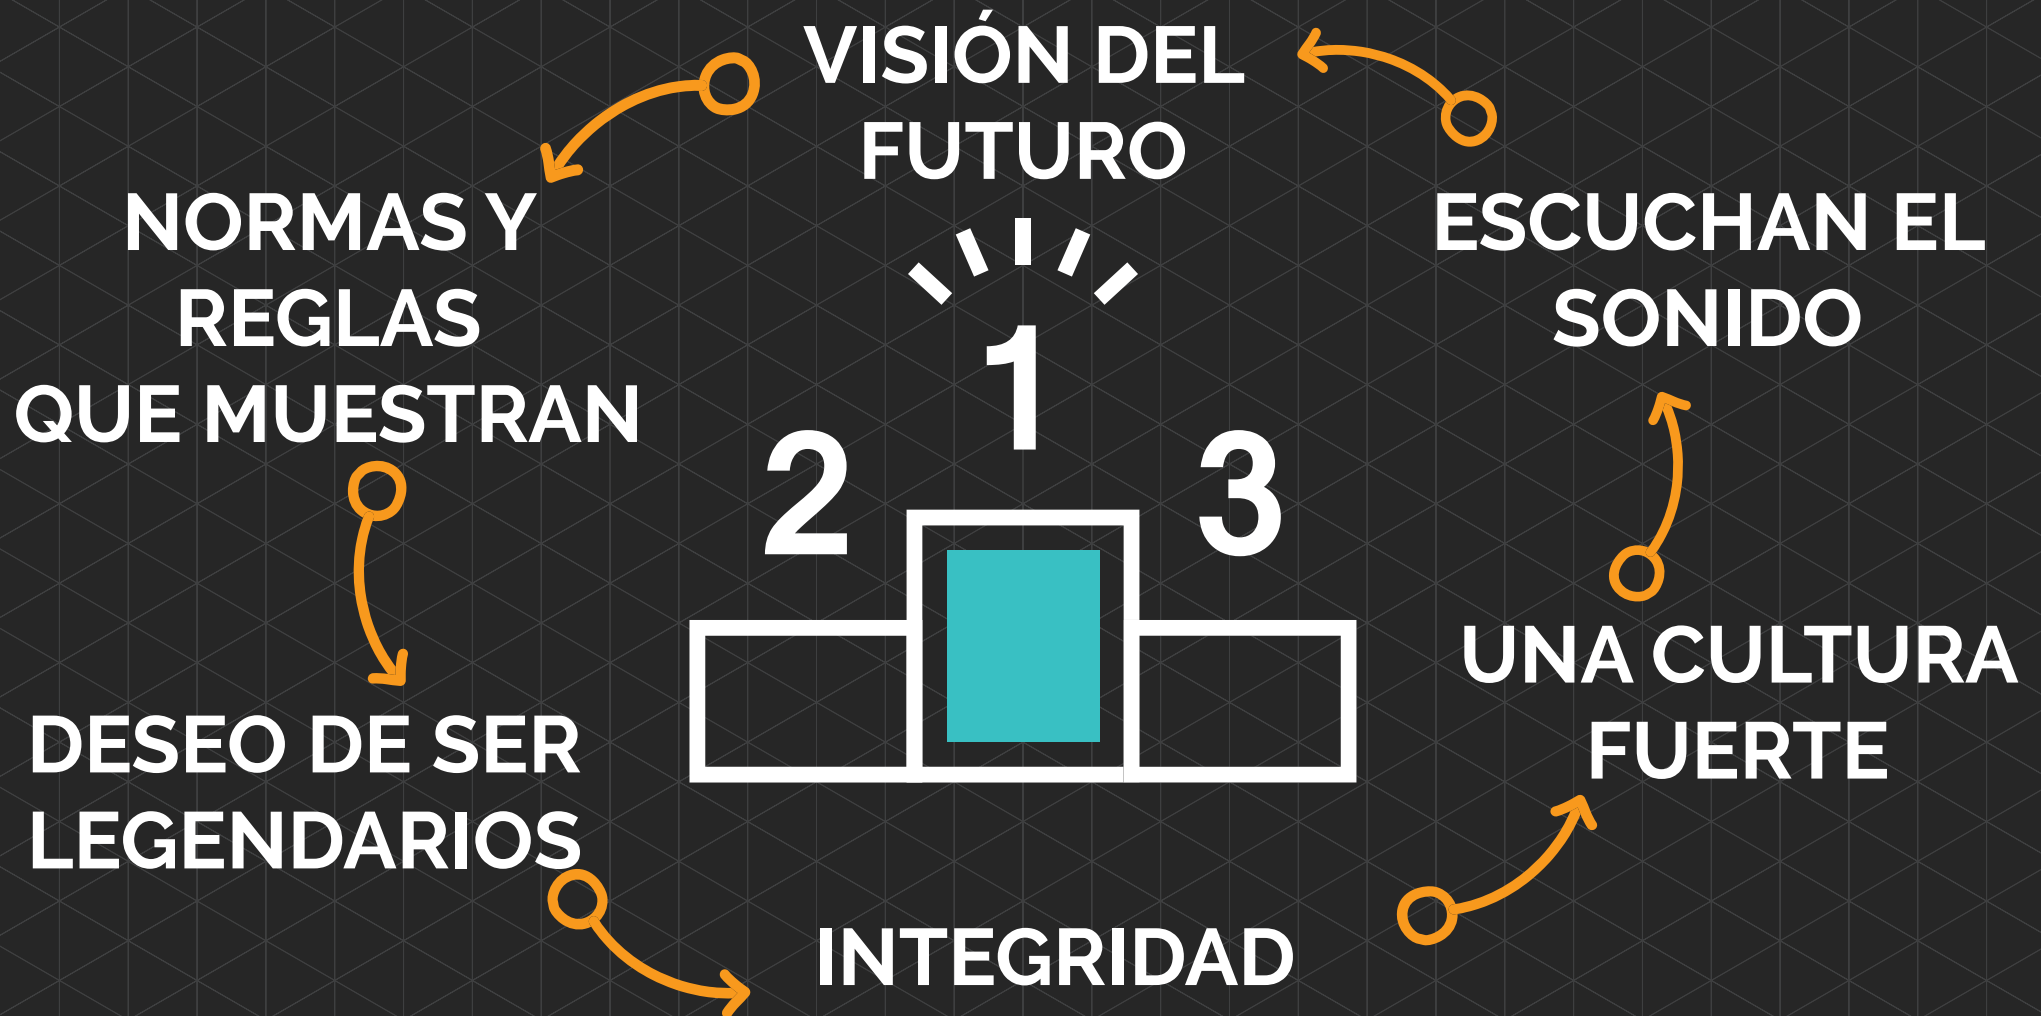 VISIÓN DEL
FUTURO
NORMAS Y
REGLAS
QUE MUESTRAN
DESEO DE SER
LEGENDARIOS
INTEGRIDAD
UNA CULTURA
FUERTE
ESCUCHAN EL
SONIDO
1
2
3